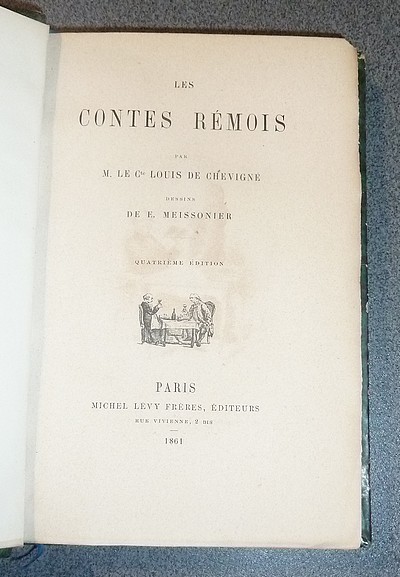 LES
CONTES RÉMOIS
PAR
M. LE Cte LOUIS DE CHEVIGNÉ
DESSINS
DE E. MEISSONIER
QUATRIÈME ÉDITION
PARIS
MICHEL LÉVY FRÈRES, ÉDITEURS
RUE VIVIENNE, 2 BIS
1861